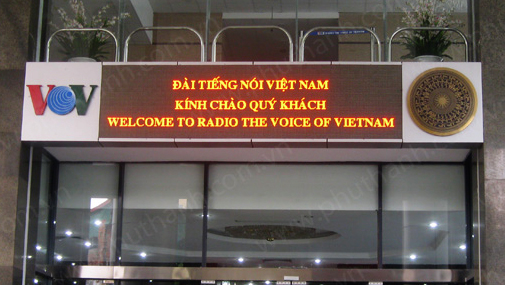 ĐÀI TIẾNG NÓI VIỆT NAM
KÍNH CHÀO QUÝ KHÁCH
VOV
WELCOME TO RADIO THE VOICE OF VIETNAM